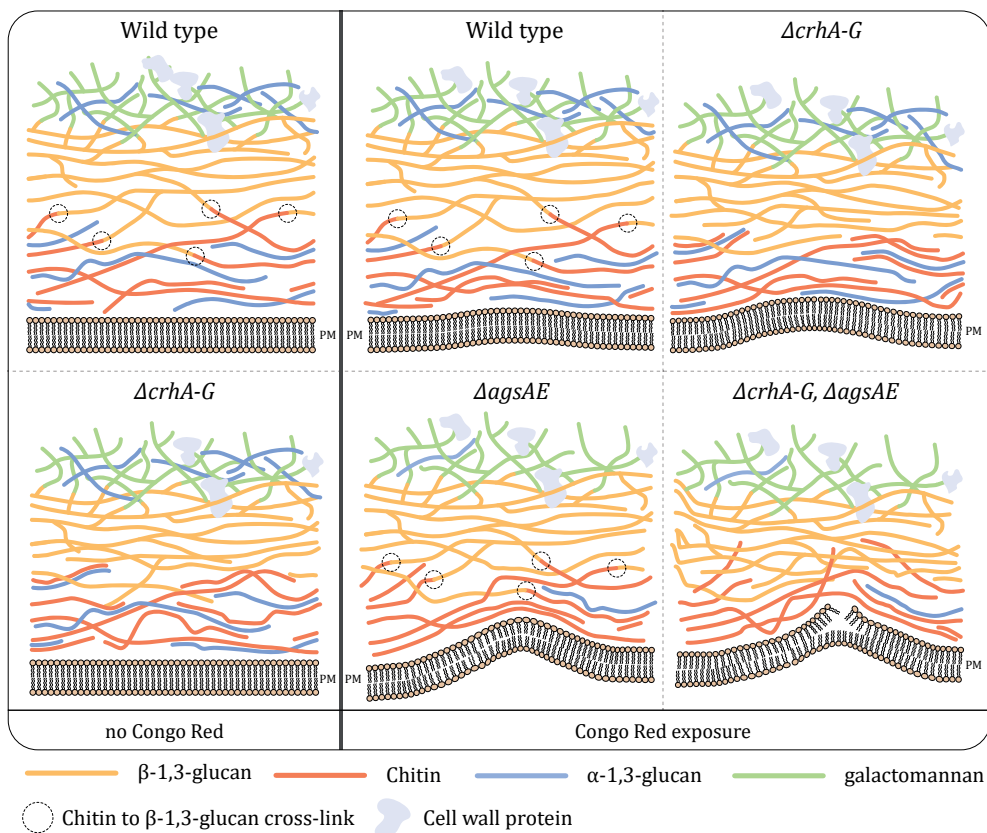 Wild type
Wild type
ΔcrhA-G
PM
PM
PM
ΔcrhA-G
ΔagsAE
ΔcrhA-G, ΔagsAE
PM
PM
PM
no Congo Red
Congo Red exposure
β-1,3-glucan
Chitin
α-1,3-glucan
galactomannan
Chitin to β-1,3-glucan cross-link
Cell wall protein